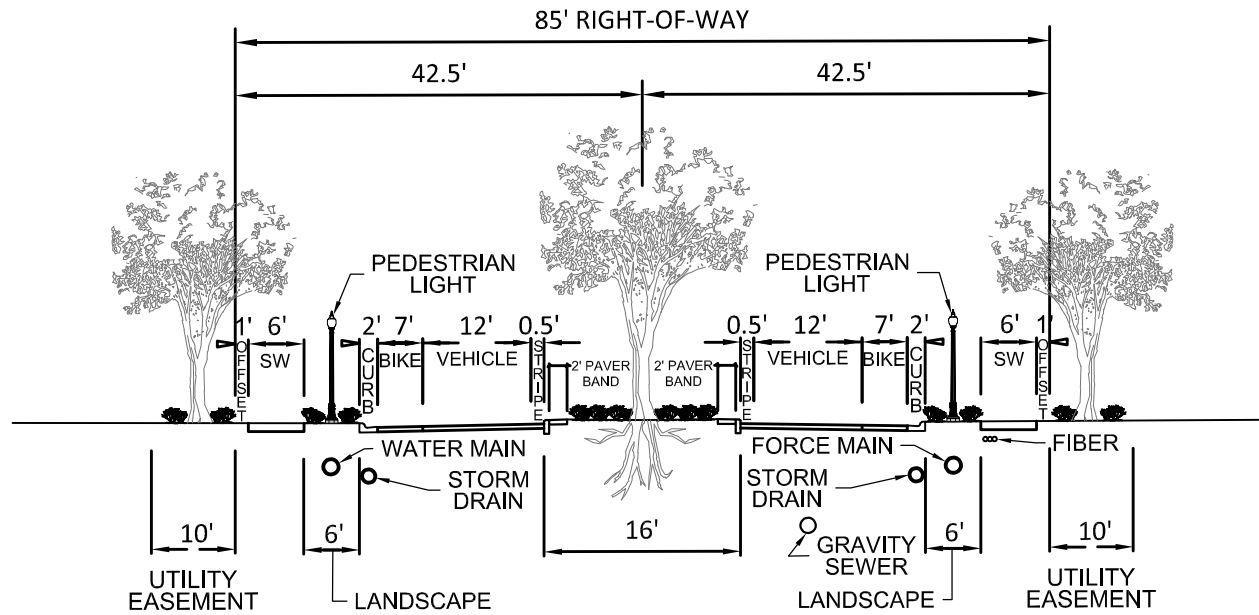 85' RIGHT-OF-WAY
42.5' 42.5'
PEDESTRIAN
LIGHT
PEDESTRIAN
LIGHT
1' 6' 2' 7' 12' 0.5' 0.5' 12' 7' 2' 6' 1'
OFFSET
SW
CURB
BIKE
VEHICLE
STRIPE
2' PAVER
BAND
2' PAVER
BAND
STRIPE
VEHICLE
BIKE
CURB
SW
OFFSET
WATER MAIN
STORM
DRAIN
FORCE MAIN
STORM
DRAIN
FIBER
10' 6' 16' 6' 10'
GRAVITY
SEWER
UTILITY
EASEMENT
LANDSCAPE
LANDSCAPE
UTILITY
EASEMENT